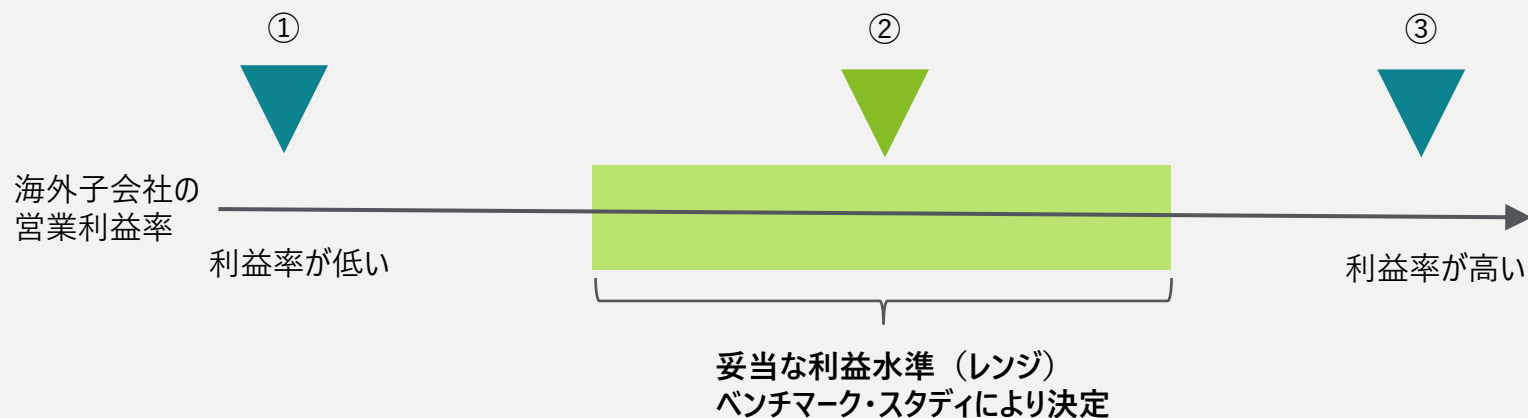 ①
②
③
海外子会社の
営業利益率
利益率が低い
利益率が高い
妥当な利益水準（レンジ）
ベンチマーク・スタディにより決定